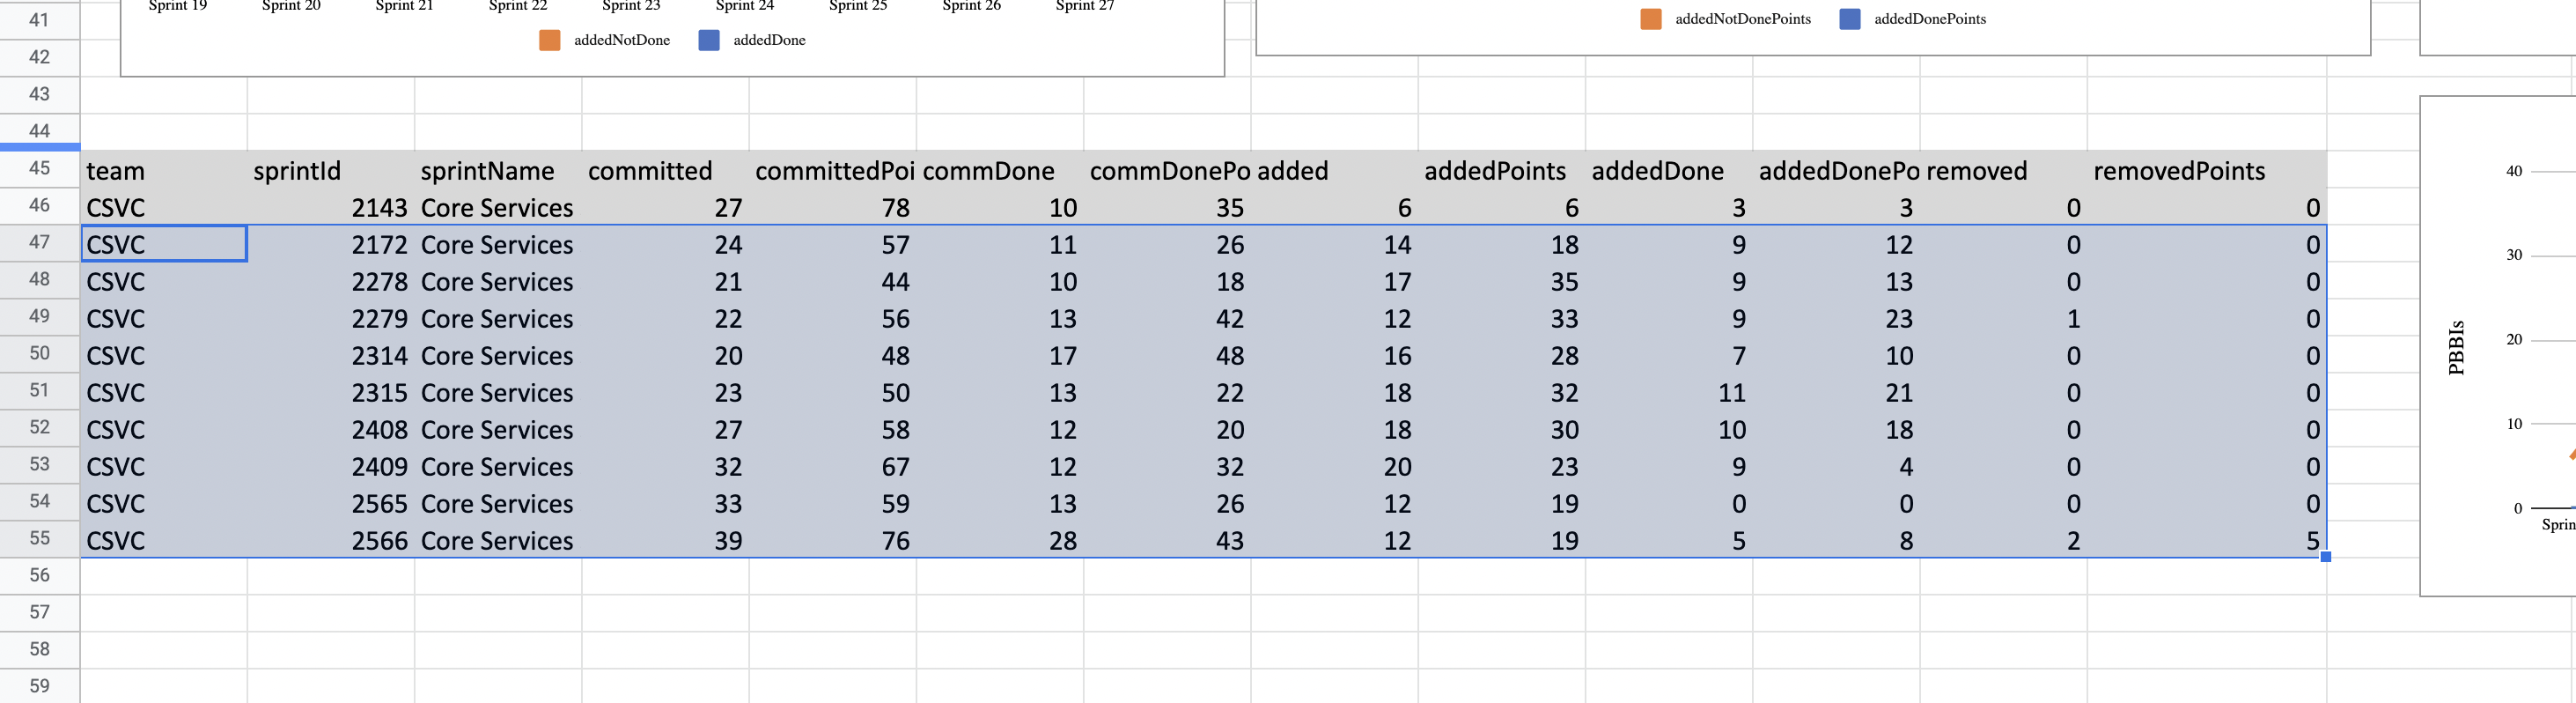 41 Sprint 19 Sprint 20 Sprint 21 Sprint 22 Sprint 23 Sprint 24 Sprint 25 Sprint 26 Sprint 27
addedNotDonePoints addedDonePoints
addedNotDone addedDone
42
43
44
45 team sprintId sprintName committed committedPoi commDone commDonePo added addedPoints addedDone addedDonePo removed removedPoints
46 CSVC 2143 Core Services 27 78 10 35 6 6 3 3 0 0
47 CSVC 2172 Core Services 24 57 11 26 14 18 9 12 0 0
48 CSVC 2278 Core Services 21 44 10 18 17 35 9 13 0 0
49 CSVC 2279 Core Services 22 56 13 42 12 33 9 23 1 0
50 CSVC 2314 Core Services 20 48 17 48 16 28 7 10 0 0
51 CSVC 2315 Core Services 23 50 13 22 18 32 11 21 0 0
52 CSVC 2408 Core Services 27 58 12 20 18 30 10 18 0 0
53 CSVC 2409 Core Services 32 67 12 32 20 23 9 4 0 0
54 CSVC 2565 Core Services 33 59 13 26 12 19 0 0 0 0
55 CSVC 2566 Core Services 39 76 28 43 12 19 5 8 2 5
56
57
58
59
PBBIs
40
30
20
10
0
Sprin